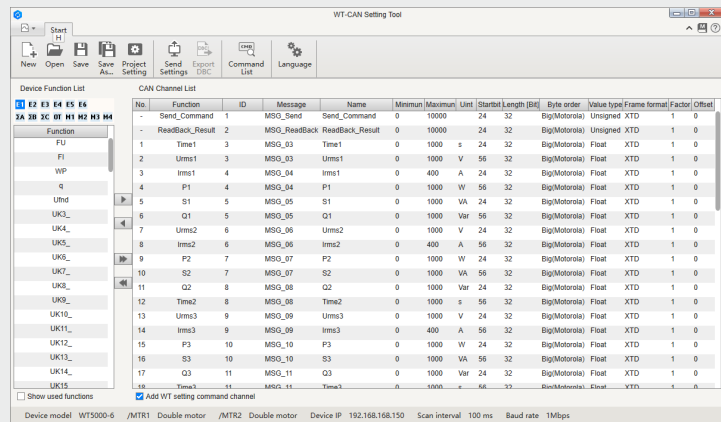 WT-CAN Setting Tool
Start
H
New Open Save Save As... Project Setting Send Settings Export DBC Command List Language
Device Function List CAN Channel List
E1 E2 E3 E4 E5 E6
ΣA ΣB ΣC OT M1 M2 M3 M4
Function
FU
FI
WP
q
Ufnd
UK3_
UK4_
UK5_
UK6_
UK7_
UK8_
UK9_
UK10_
UK11_
UK12_
UK13_
UK14_
UK15
No. Function ID Message Name Minimun Maximun Uint Startbit Length [Bit] Byte order Value type Frame format Factor Offset
- Send_Command 1 MSG_Send Send_Command 0 10000 24 32 Big(Motorola) Unsigned XTD 1 0
- ReadBack_Result 2 MSG_ReadBack ReadBack_Result 0 10000 24 32 Big(Motorola) Unsigned XTD 1 0
1 Time1 3 MSG_03 Time1 0 1000 s 24 32 Big(Motorola) Float XTD 1 0
2 Urms1 3 MSG_03 Urms1 0 1000 V 56 32 Big(Motorola) Float XTD 1 0
3 Irms1 4 MSG_04 Irms1 0 400 A 24 32 Big(Motorola) Float XTD 1 0
4 P1 4 MSG_04 P1 0 1000 W 56 32 Big(Motorola) Float XTD 1 0
5 S1 5 MSG_05 S1 0 1000 VA 24 32 Big(Motorola) Float XTD 1 0
6 Q1 5 MSG_05 Q1 0 1000 Var 56 32 Big(Motorola) Float XTD 1 0
7 Urms2 6 MSG_06 Urms2 0 1000 V 24 32 Big(Motorola) Float XTD 1 0
8 Irms2 6 MSG_06 Irms2 0 400 A 56 32 Big(Motorola) Float XTD 1 0
9 P2 7 MSG_07 P2 0 1000 W 24 32 Big(Motorola) Float XTD 1 0
10 S2 7 MSG_07 S2 0 1000 VA 56 32 Big(Motorola) Float XTD 1 0
11 Q2 8 MSG_08 Q2 0 1000 Var 24 32 Big(Motorola) Float XTD 1 0
12 Time2 8 MSG_08 Time2 0 1000 s 56 32 Big(Motorola) Float XTD 1 0
13 Urms3 9 MSG_09 Urms3 0 1000 V 24 32 Big(Motorola) Float XTD 1 0
14 Irms3 9 MSG_09 Irms3 0 400 A 56 32 Big(Motorola) Float XTD 1 0
15 P3 10 MSG_10 P3 0 1000 W 24 32 Big(Motorola) Float XTD 1 0
16 S3 10 MSG_10 S3 0 1000 VA 56 32 Big(Motorola) Float XTD 1 0
17 Q3 11 MSG_11 Q3 0 1000 Var 24 32 Big(Motorola) Float XTD 1 0
18 Time3 11 MSG_11 Time3 0 1000 s 56 32 Big(Motorola) Float XTD 1 0
Show used functions Add WT setting command channel
Device model WT5000-6 /MTR1 Double motor /MTR2 Double motor Device IP 192.168.168.150 Scan interval 100 ms Baud rate 1Mbps